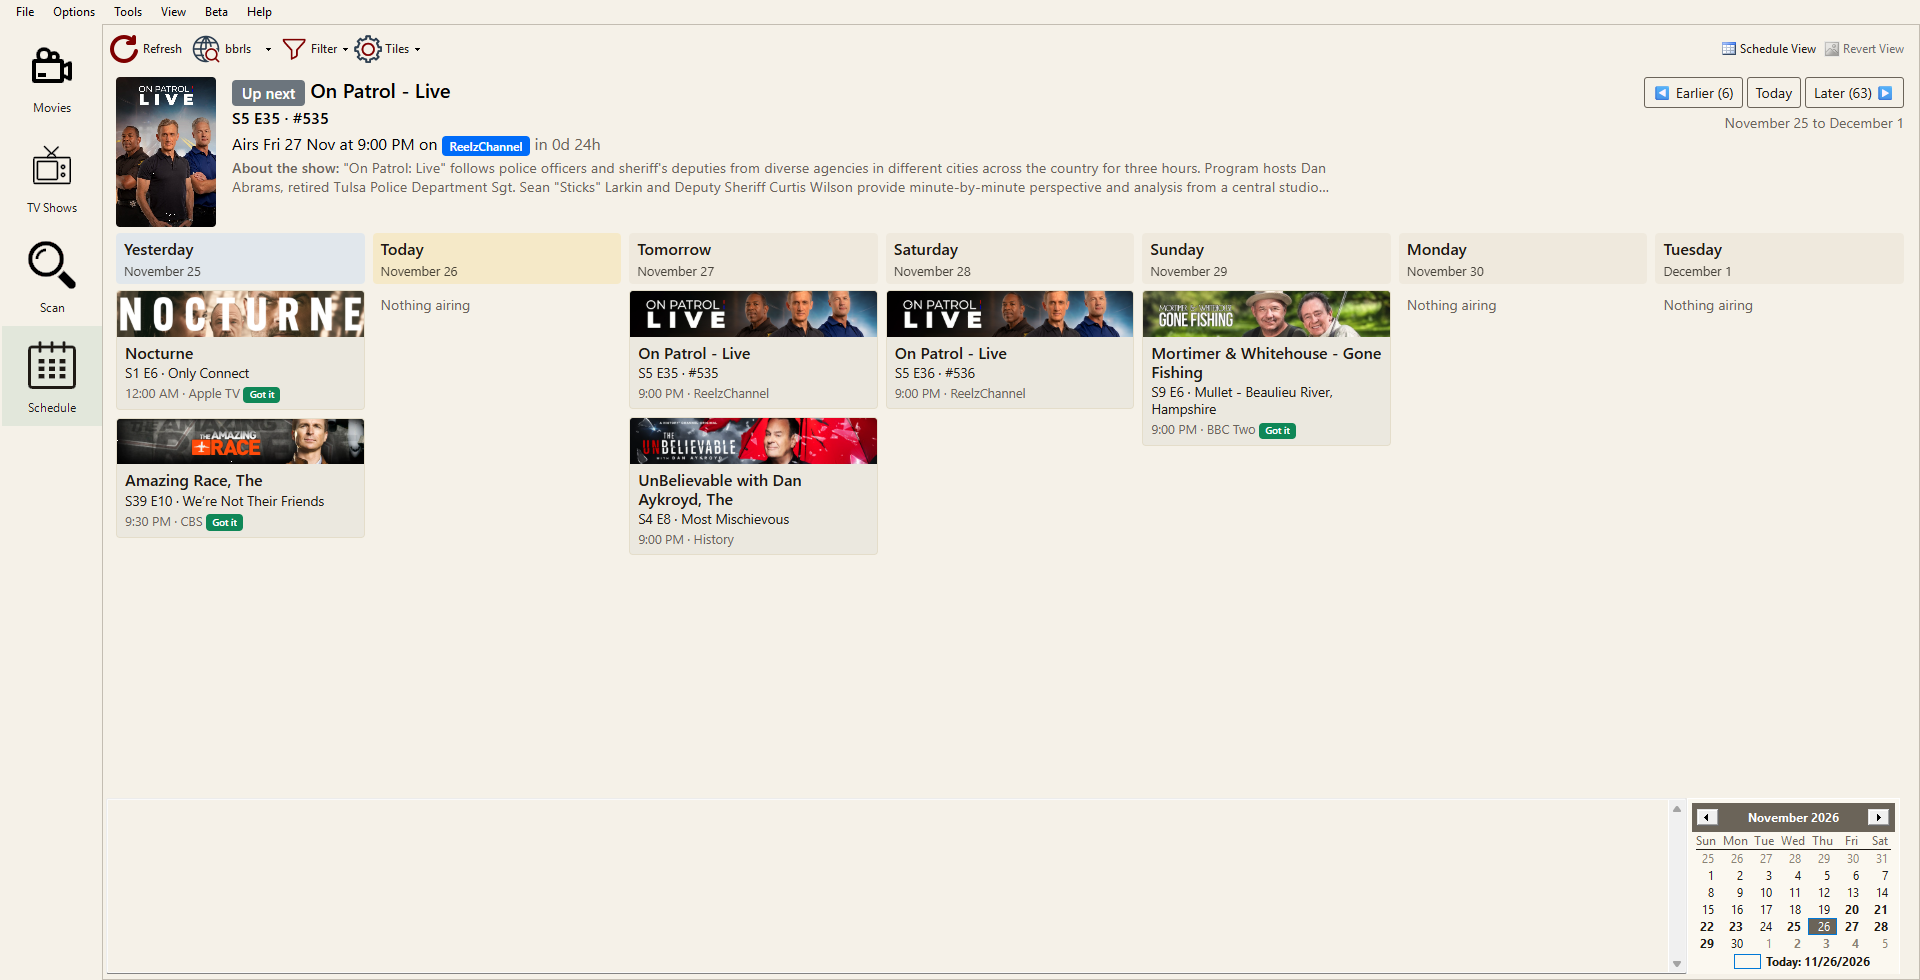 File Options Tools View Beta Help
Refresh bbrls Filter Tiles
Schedule View Revert View
Movies
TV Shows
Scan
Schedule
ON PATROL
LIVE
Up next On Patrol - Live
S5 E35 · #535
Airs Fri 27 Nov at 9:00 PM on ReelzChannel in 0d 24h
About the show: "On Patrol: Live" follows police officers and sheriff's deputies from diverse agencies in different cities across the country for three hours. Program hosts Dan
Abrams, retired Tulsa Police Department Sgt. Sean "Sticks" Larkin and Deputy Sheriff Curtis Wilson provide minute-by-minute perspective and analysis from a central studio...
Earlier (6) Today Later (63)
November 25 to December 1
Yesterday
November 25
NOCTURNE
Nocturne
S1 E6 · Only Connect
12:00 AM · Apple TV Got it
THE AMAZING
RACE
Amazing Race, The
S39 E10 · We're Not Their Friends
9:30 PM · CBS Got it
Today
November 26
Nothing airing
Tomorrow
November 27
ON PATROL
LIVE
On Patrol - Live
S5 E35 · #535
9:00 PM · ReelzChannel
THE
UNBELIEVABLE
WITH DAN AYKROYD
UnBelievable with Dan
Aykroyd, The
S4 E8 · Most Mischievous
9:00 PM · History
Saturday
November 28
ON PATROL
LIVE
On Patrol - Live
S5 E36 · #536
9:00 PM · ReelzChannel
Sunday
November 29
MORTIMER & WHITEHOUSE
GONE FISHING
Mortimer & Whitehouse - Gone
Fishing
S9 E6 · Mullet - Beaulieu River,
Hampshire
9:00 PM · BBC Two Got it
Monday
November 30
Nothing airing
Tuesday
December 1
Nothing airing
November 2026
Sun Mon Tue Wed Thu Fri Sat
25 26 27 28 29 30 31
1 2 3 4 5 6 7
8 9 10 11 12 13 14
15 16 17 18 19 20 21
22 23 24 25 26 27 28
29 30 1 2 3 4 5
Today: 11/26/2026